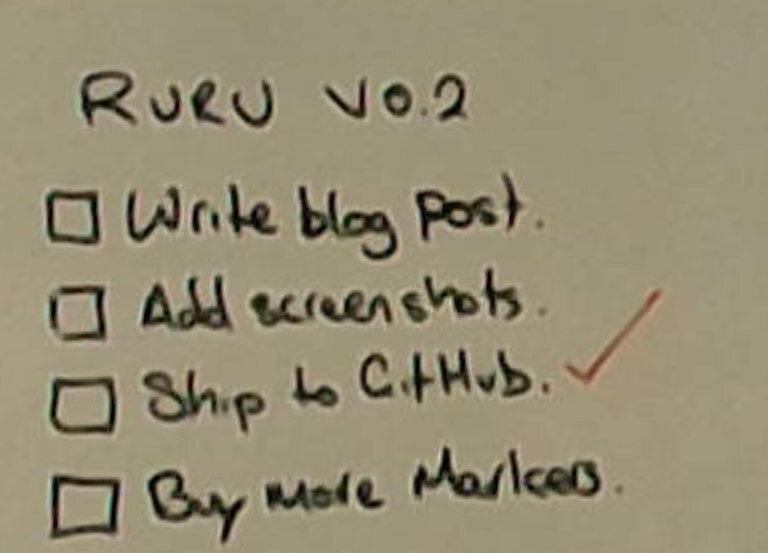 RURU v0.2
☐ Write blog post.
☐ Add screenshots.
☐ Ship to GitHub. ✓
☐ Buy more Markers.